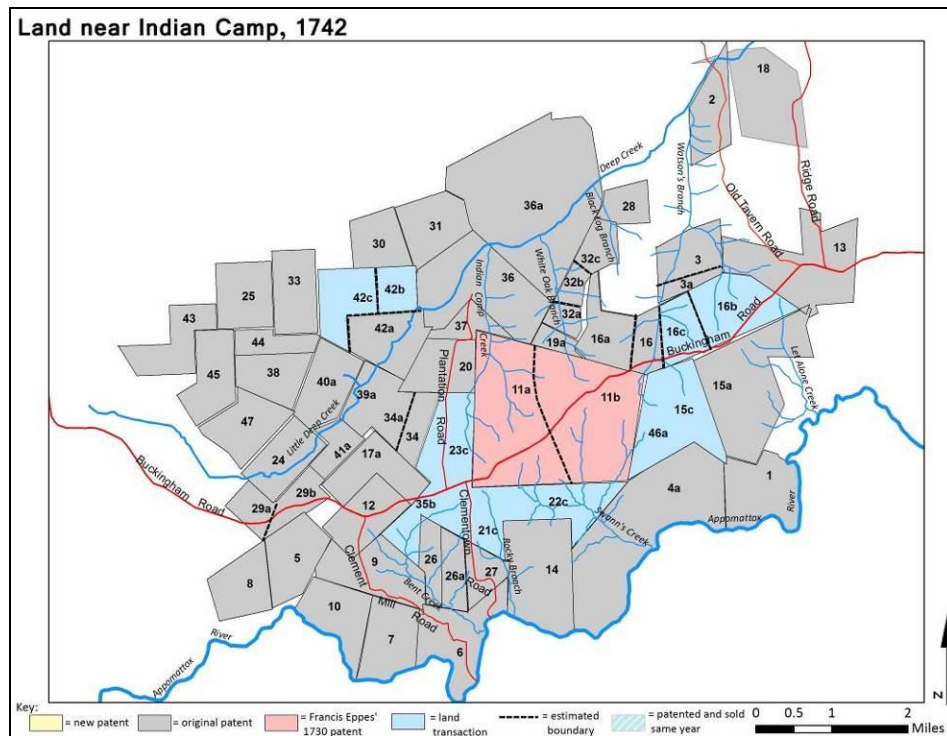 Land near Indian Camp, 1742
18
2
Deep Creek
Watson's Branch
Ridge Road
Old Tavern Road
36a
Black Log Branch
28
31
30
13
3
36
White Oak Branch
32c
32b
3a
33
25
42c
42b
Indian Camp Creek
16b
43
42a
37
32a
19a
16a
16
16c
Buckingham Road
44
38
40a
39a
20
Plantation Road
11a
11b
15a
Let Alone Creek
45
47
34a
34
15c
46a
Little Deep Creek
24
41a
17a
23c
Buckingham Road
29a
29b
12
35b
22c
4a
1
River
Appomattox
Swann's Creek
Clementown Road
21c
Rocky Branch
5
8
9
26
26a
27
14
Clement Mill Road
Bent Creek
10
7
6
Appomattox River
N
Key:
= new patent
= original patent
= Francis Eppes'
1730 patent
= land
transaction
= estimated
boundary
= patented and sold
same year
0 0.5 1 2
Miles